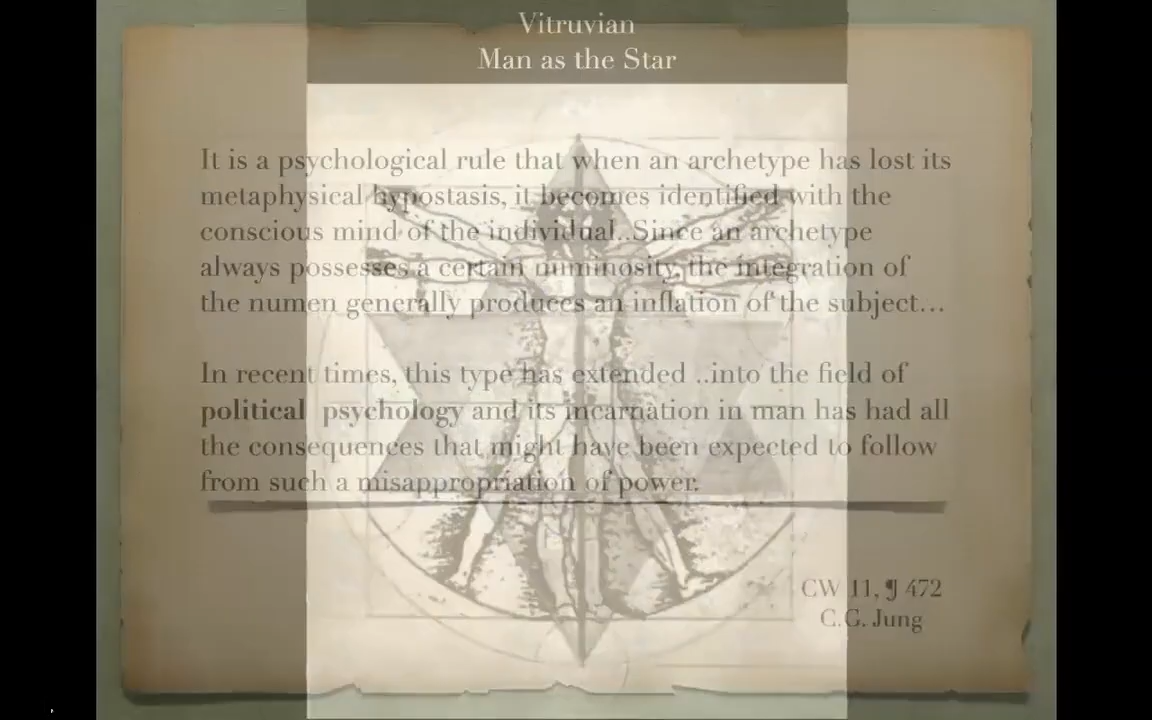 Vitruvian
Man as the Star
It is a psychological rule that when an archetype has lost its
metaphysical hypostasis, it becomes identified with the
conscious mind of the individual..Since an archetype
always possesses a certain numinosity, the integration of
the numen generally produces an inflation of the subject...
In recent times, this type has extended ..into the field of
political psychology and its incarnation in man has had all
the consequences that might have been expected to follow
from such a misappropriation of power.
CW 11, ¶ 472
C.G. Jung